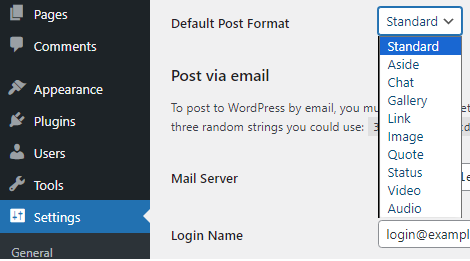 Pages
Comments
Appearance
Plugins
Users
Tools
Settings
General
Default Post Format
Standard
Standard
Aside
Chat
Gallery
Link
Image
Quote
Status
Video
Audio
Post via email
To post to WordPress by email, you
three random strings you could use:
Mail Server
Login Name
login@examp